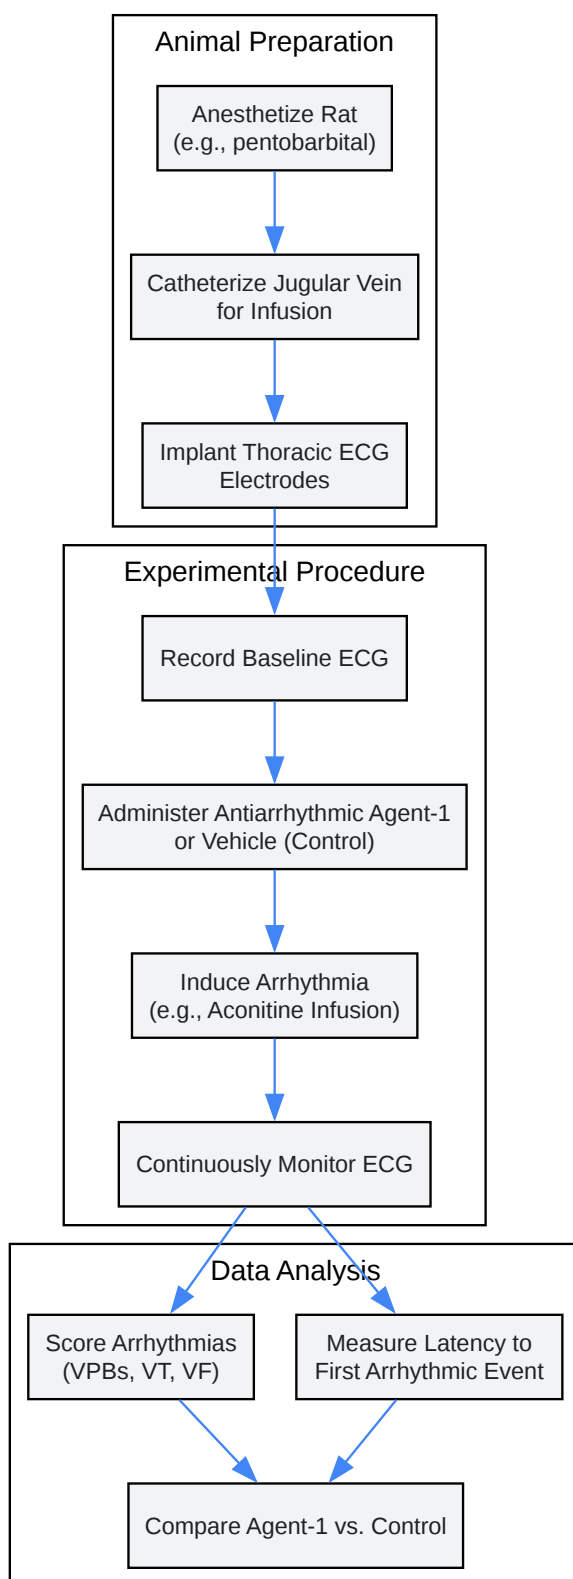 Animal Preparation
Anesthetize Rat
(e.g., pentobarbital)
Catheterize Jugular Vein
for Infusion
Implant Thoracic ECG
Electrodes
Experimental Procedure
Record Baseline ECG
Administer Antiarrhythmic Agent-1
or Vehicle (Control)
Induce Arrhythmia
(e.g., Aconitine Infusion)
Continuously Monitor ECG
Data Analysis
Score Arrhythmias
(VPBs, VT, VF)
Measure Latency to
First Arrhythmic Event
Compare Agent-1 vs. Control